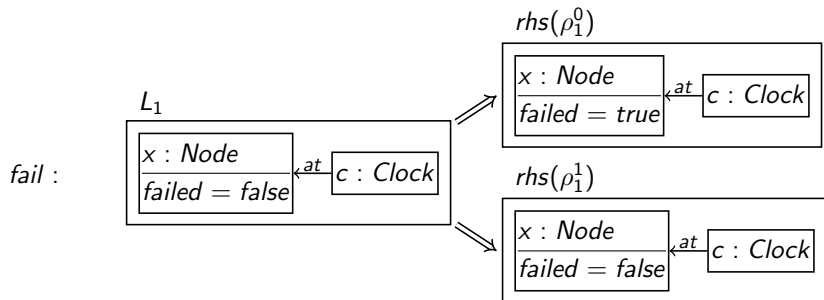 fail :
L₁
x : Node
failed = false
at
c : Clock
rhs(ρ₁⁰)
x : Node
failed = true
at
c : Clock
rhs(ρ₁¹)
x : Node
failed = false
at
c : Clock